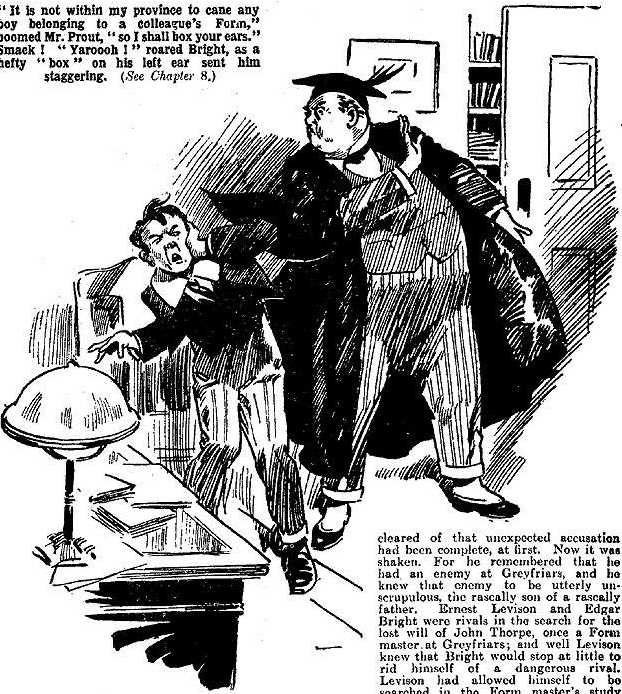 "It is not within my province to cane any
boy belonging to a colleague's Form,"
boomed Mr. Prout, "so I shall box your ears."
Smack ! "Yaroooh !" roared Bright, as a
hefty "box" on his left ear sent him
staggering. (See Chapter 8.)
cleared of that unexpected accusation
had been complete, at first. Now it was
shaken. For he remembered that he
had an enemy at Greyfriars, and he
knew that enemy to be utterly un-
scrupulous, the rascally son of a rascally
father. Ernest Levison and Edgar
Bright were rivals in the search for the
lost will of John Thorpe, once a Form
master at Greyfriars; and well Levison
knew that Bright would stop at little to
rid himself of a dangerous rival.
Levison had allowed himself to be
searched in the Form master's study